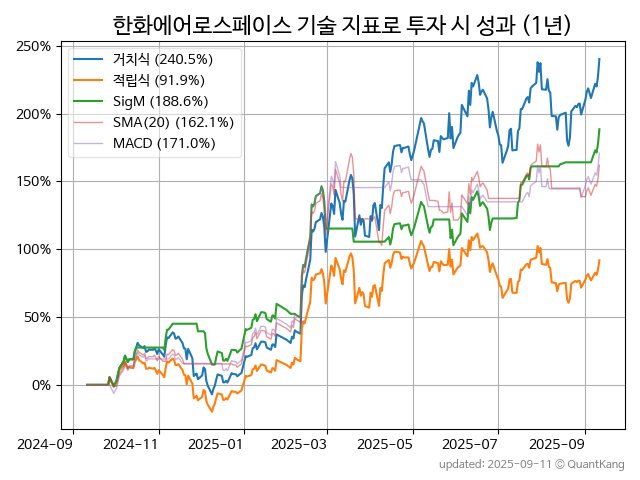 한화에어로스페이스 기술 지표로 투자 시 성과 (1년)
250%
200%
150%
100%
50%
0%
거치식 (240.5%)
적립식 (91.9%)
SigM (188.6%)
SMA(20) (162.1%)
MACD (171.0%)
2024-09
2024-11
2025-01
2025-03
2025-05
2025-07
2025-09
updated: 2025-09-11 © QuantKang